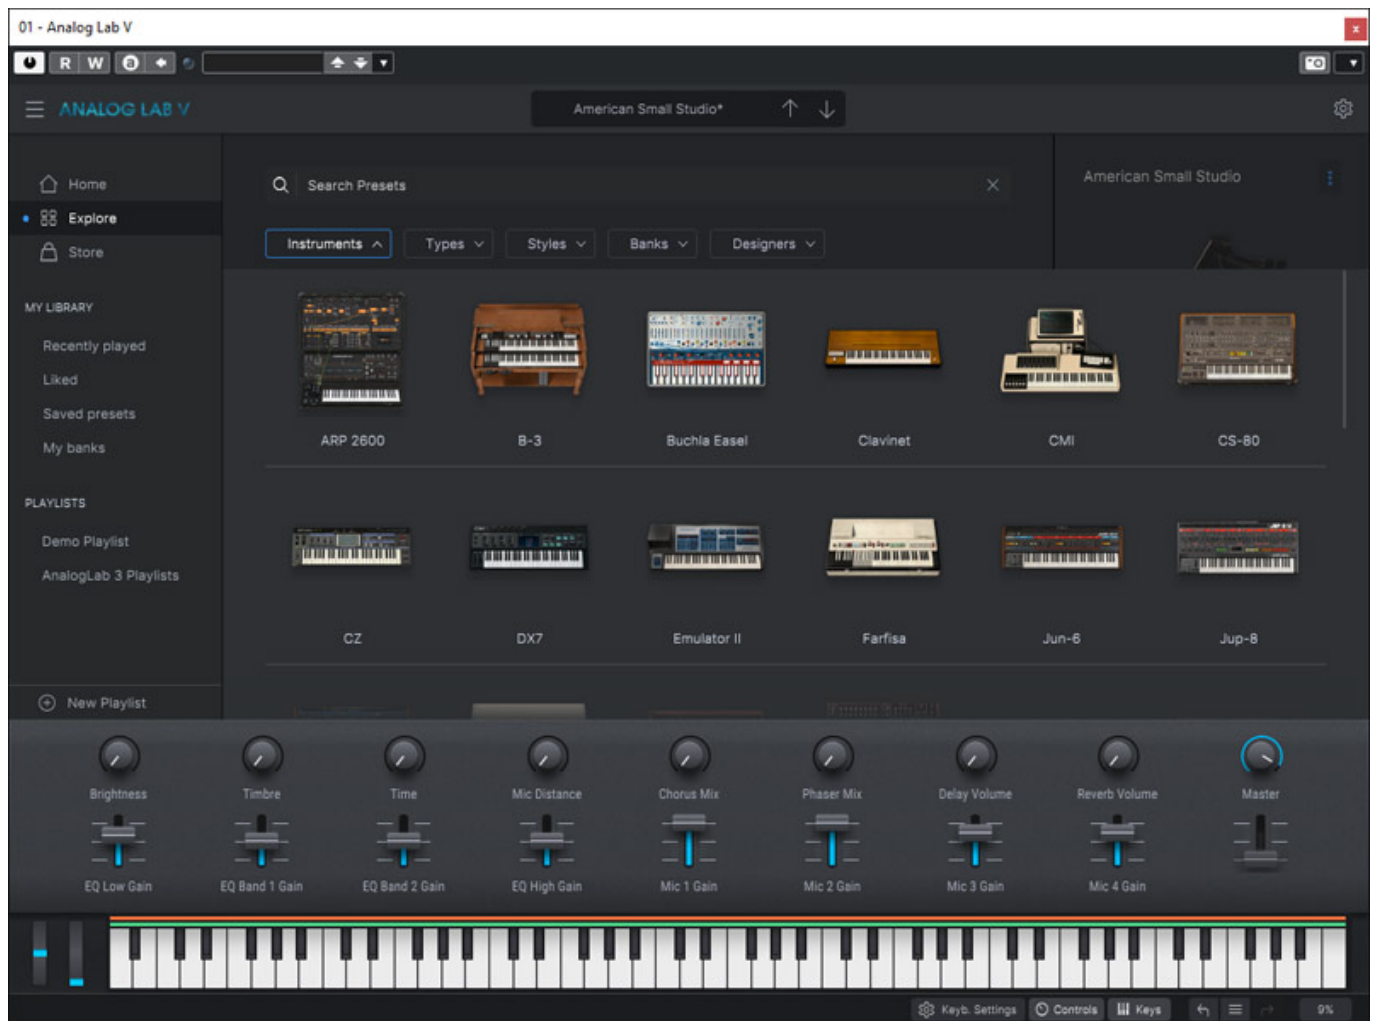 01 - Analog Lab V
x
R W a
ANALOG LAB V
American Small Studio*
Home
Explore
Store
MY LIBRARY
Recently played
Liked
Saved presets
My banks
PLAYLISTS
Demo Playlist
AnalogLab 3 Playlists
New Playlist
Search Presets
Instruments Types Styles Banks Designers
American Small Studio
ARP 2600 B-3 Buchla Easel Clavinet CMI CS-80
CZ DX7 Emulator II Farfisa Jun-6 Jup-8
Brightness Timbre Time Mic Distance Chorus Mix Phaser Mix Delay Volume Reverb Volume Master
EQ Low Gain EQ Band 1 Gain EQ Band 2 Gain EQ High Gain Mic 1 Gain Mic 2 Gain Mic 3 Gain Mic 4 Gain
Keyb. Settings Controls Keys 9%